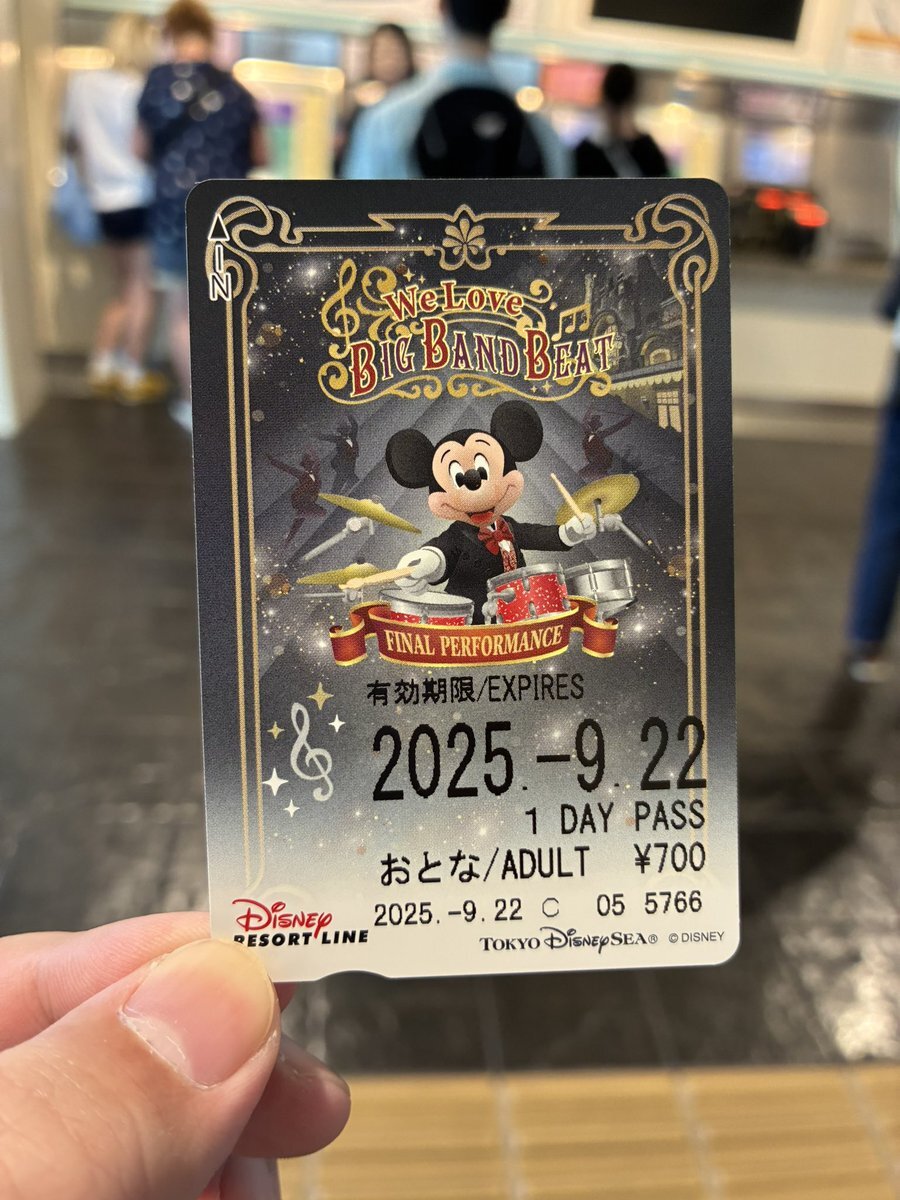 IN
We Love
BIG BAND BEAT
FINAL PERFORMANCE
有効期限/EXPIRES
2025.-9.22
1 DAY PASS
おとな/ADULT ¥700
2025.-9.22 C 05 5766
Disney
RESORT LINE
TOKYO DisneySEA® © DISNEY